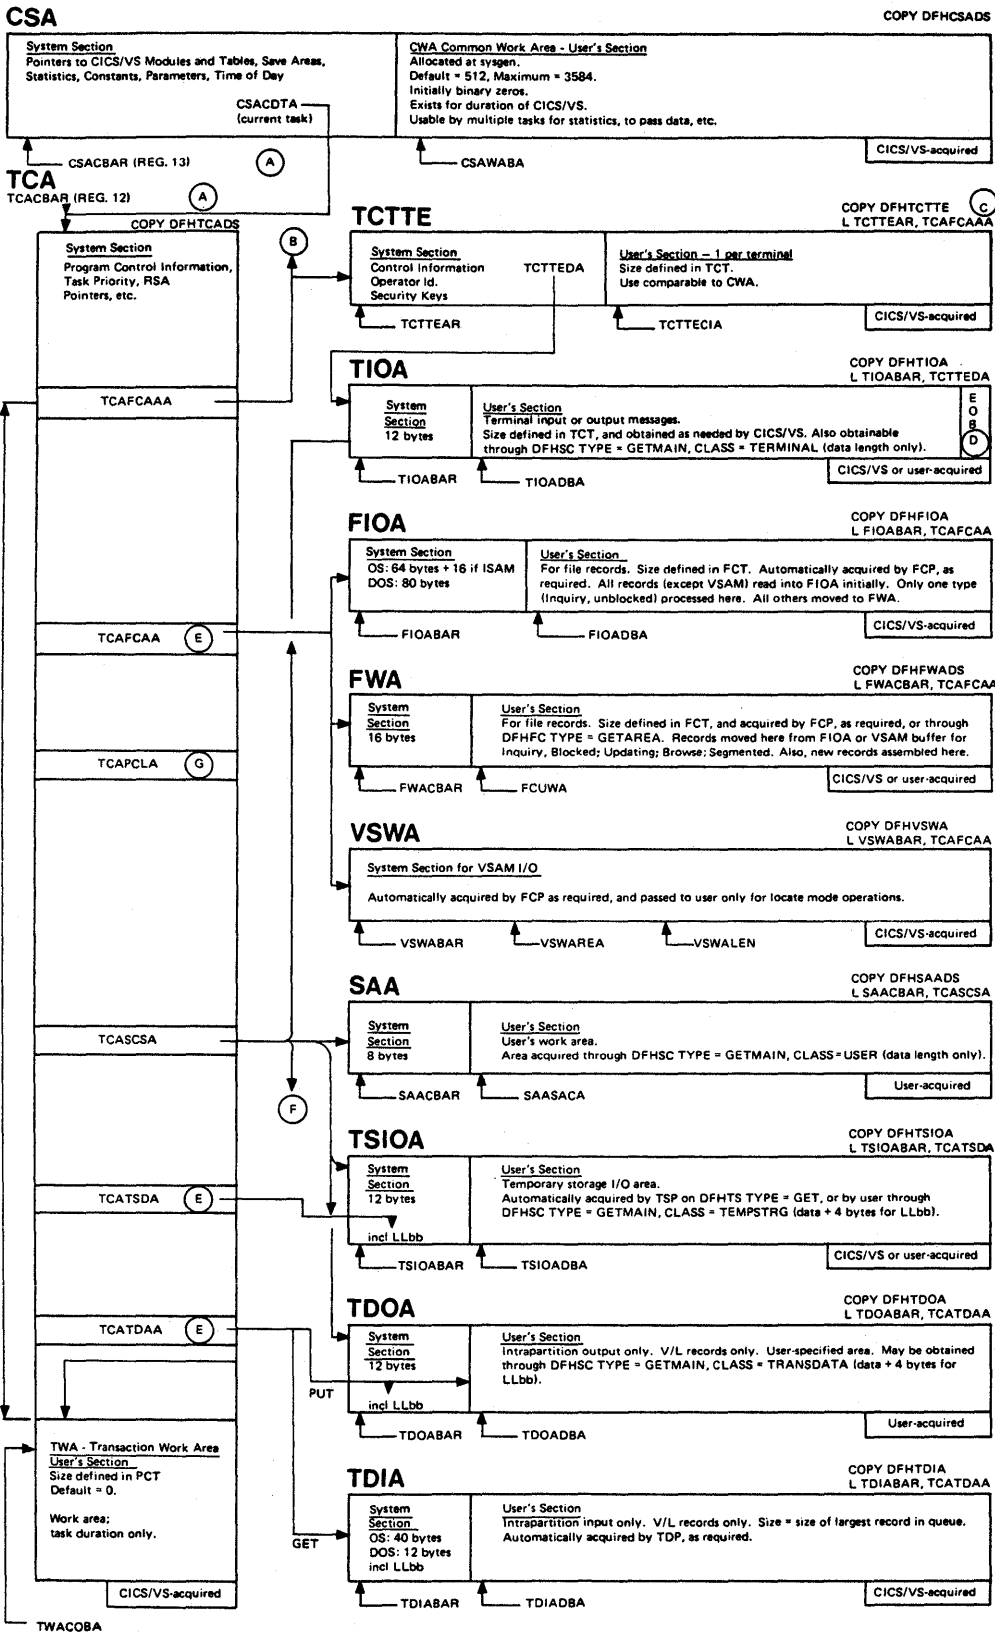 CSA
COPY DFHCSADS
System Section
Pointers to CICS/VS Modules and Tables, Save Areas,
Statistics, Constants, Parameters, Time of Day
CSACDTA
(current task)
CWA Common Work Area - User's Section
Allocated at sysgen.
Default = 512, Maximum = 3584.
Initially binary zeros.
Exists for duration of CICS/VS.
Usable by multiple tasks for statistics, to pass data, etc.
CICS/VS-acquired
CSACBAR (REG. 13)
A
CSAWABA
TCA
TCACBAR (REG. 12)
A
COPY DFHTCADS
System Section
Program Control Information,
Task Priority, RSA
Pointers, etc.
B
TCTTE
COPY DFHTCTTE
C
L TCTTEAR, TCAFCAAA
System Section
Control Information
Operator Id.
Security Keys
TCTTEDA
User's Section – 1 per terminal
Size defined in TCT.
Use comparable to CWA.
CICS/VS-acquired
TCTTEAR
TCTTECIA
TCAFCAAA
TIOA
COPY DFHTIOA
L TIOABAR, TCTTEDA
System
Section
12 bytes
User's Section
Terminal input or output messages.
Size defined in TCT, and obtained as needed by CICS/VS. Also obtainable
through DFHSC TYPE = GETMAIN, CLASS = TERMINAL (data length only).
E
O
B
D
CICS/VS or user-acquired
TIOABAR
TIOADBA
FIOA
COPY DFHFIOA
L FIOABAR, TCAFCAA
System Section
OS: 64 bytes + 16 if ISAM
DOS: 80 bytes
User's Section
For file records. Size defined in FCT. Automatically acquired by FCP, as
required. All records (except VSAM) read into FIOA initially. Only one type
(Inquiry, unblocked) processed here. All others moved to FWA.
CICS/VS-acquired
FIOABAR
FIOADBA
TCAFCAA
E
FWA
COPY DFHFWADS
L FWACBAR, TCAFCAA
System
Section
16 bytes
User's Section
For file records. Size defined in FCT, and acquired by FCP, as required, or through
DFHFC TYPE = GETAREA. Records moved here from FIOA or VSAM buffer for
Inquiry, Blocked; Updating; Browse; Segmented. Also, new records assembled here.
CICS/VS or user-acquired
FWACBAR
FCUWA
TCAPCLA
G
VSWA
COPY DFHVSWA
L VSWABAR, TCAFCAA
System Section for VSAM I/O
Automatically acquired by FCP as required, and passed to user only for locate mode operations.
CICS/VS-acquired
VSWABAR
VSWAREA
VSWALEN
SAA
COPY DFHSAADS
L SAACBAR, TCASCSA
System
Section
8 bytes
User's Section
User's work area.
Area acquired through DFHSC TYPE = GETMAIN, CLASS=USER (data length only).
User-acquired
SAACBAR
SAASACA
TCASCSA
F
TSIOA
COPY DFHTSIOA
L TSIOABAR, TCATSDA
System
Section
12 bytes
incl LLbb
User's Section
Temporary storage I/O area.
Automatically acquired by TSP on DFHTS TYPE = GET, or by user through
DFHSC TYPE = GETMAIN, CLASS = TEMPSTRG (data + 4 bytes for LLbb).
CICS/VS or user-acquired
TSIOABAR
TSIOADBA
TCATSDA
E
TDOA
COPY DFHTDOA
L TDOABAR, TCATDAA
System
Section
12 bytes
incl LLbb
User's Section
Intrapartition output only. V/L records only. User-specified area. May be obtained
through DFHSC TYPE = GETMAIN, CLASS = TRANSDATA (data + 4 bytes for
LLbb).
User-acquired
TDOABAR
TDOADBA
TCATDAA
E
PUT
TWA - Transaction Work Area
User's Section
Size defined in PCT
Default = 0.
Work area;
task duration only.
CICS/VS-acquired
TWACOBA
TDIA
COPY DFHTDIA
L TDIABAR, TCATDAA
System
Section
OS: 40 bytes
DOS: 12 bytes
incl LLbb
User's Section
Intrapartition input only. V/L records only. Size = size of largest record in queue.
Automatically acquired by TDP, as required.
CICS/VS-acquired
GET
TDIABAR
TDIADBA